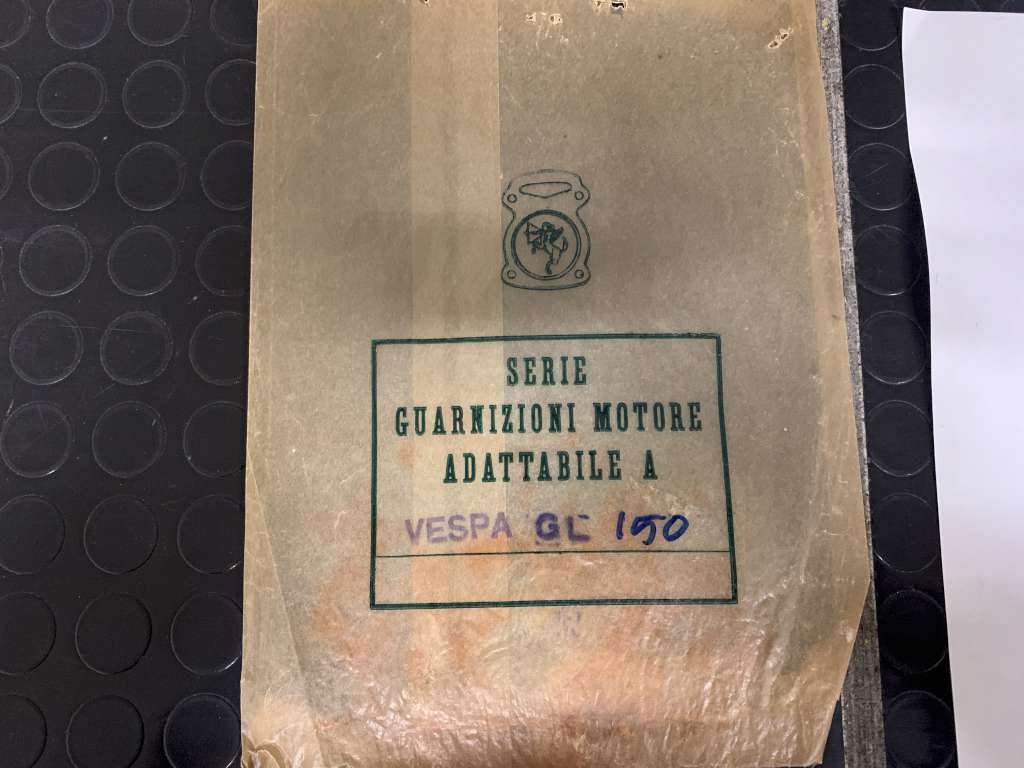 SERIE
GUARNIZIONI MOTORE
ADATTABILE A
VESPA GL 150